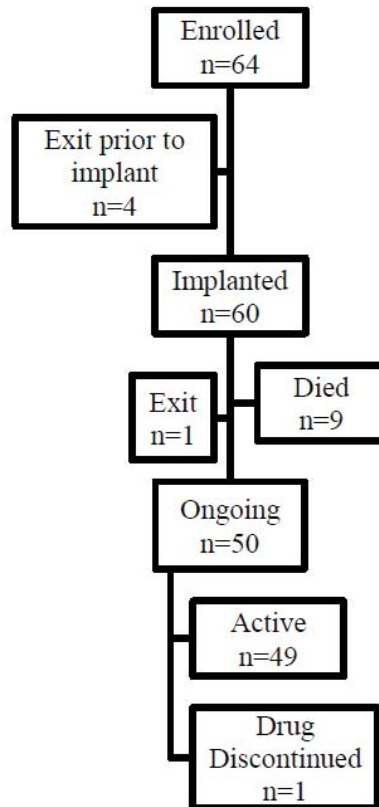 Enrolled
n=64
Exit prior to
implant
n=4
Implanted
n=60
Exit
n=1
Died
n=9
Ongoing
n=50
Active
n=49
Drug
Discontinued
n=1